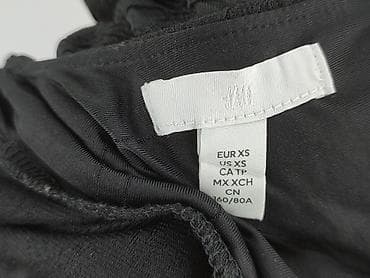 H&M
EUR XS
US XS
CA TP
MX XCH
CN
160/80A